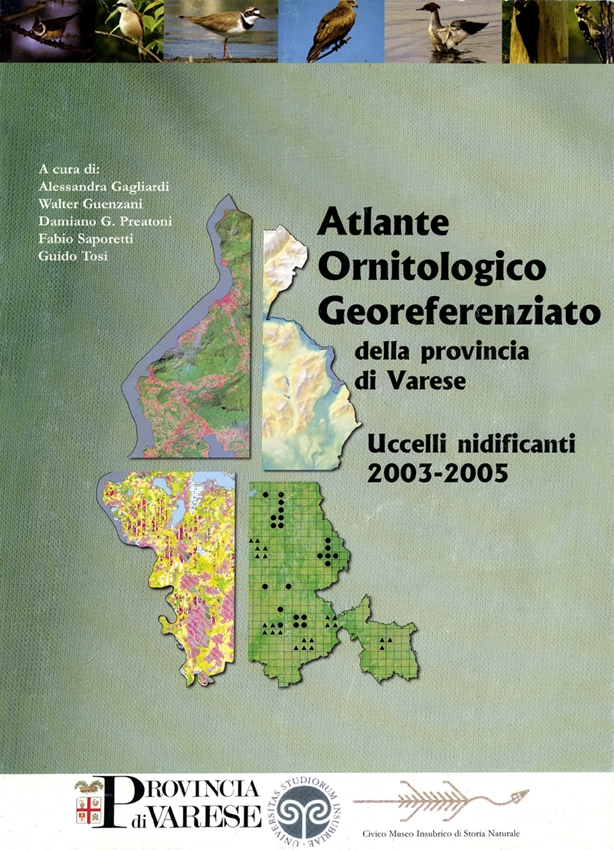 A cura di:
Alessandra Gagliardi
Walter Guenzani
Damiano G. Preatoni
Fabio Saporetti
Guido Tosi
Atlante
Ornitologico
Georeferenziato
della provincia
di Varese
Uccelli nidificanti
2003-2005
PROVINCIA
di VARESE
UNIVERSITAS STUDIORUM INSUBRIAE
Civico Museo Insubrico di Storia Naturale